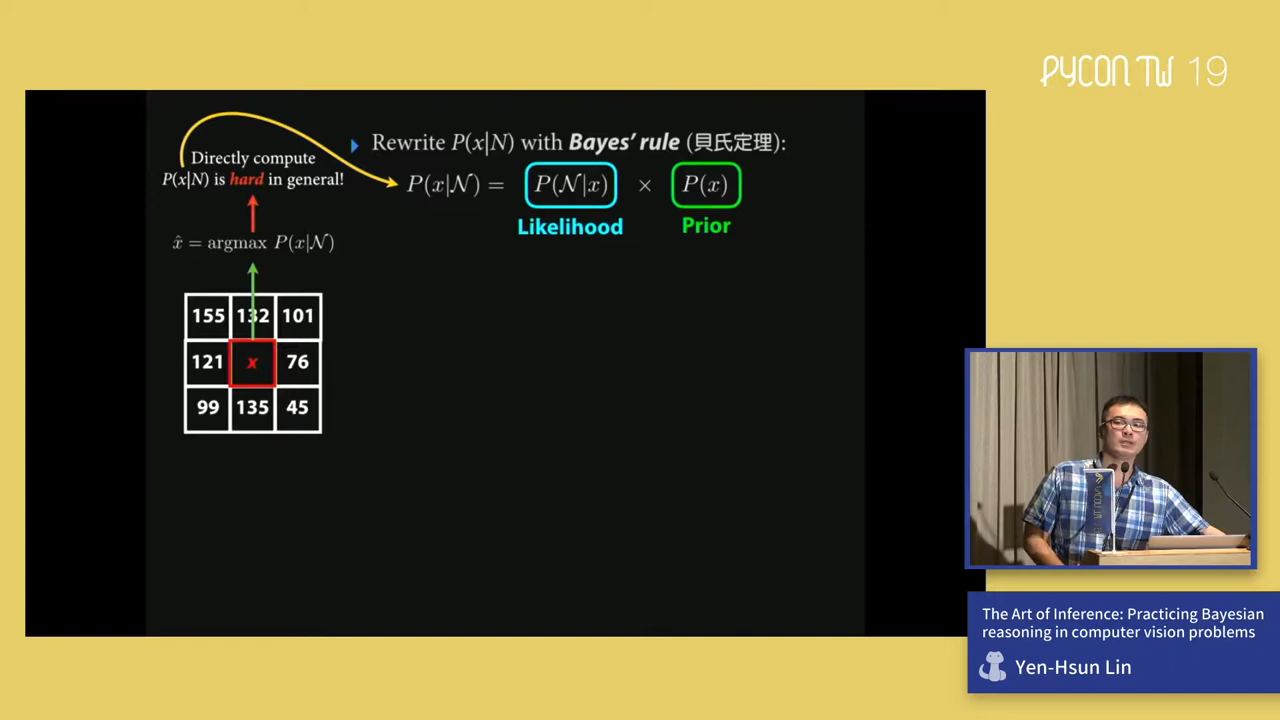 PYCON TW 19
Directly compute
P(x|N) is hard in general!
Rewrite P(x|N) with Bayes' rule (貝氏定理):
P(x|𝒩) = P(𝒩|x) × P(x)
Likelihood Prior
x̂ = argmax P(x|𝒩)
155 132 101
121 x 76
99 135 45
The Art of Inference: Practicing Bayesian
reasoning in computer vision problems
Yen-Hsun Lin